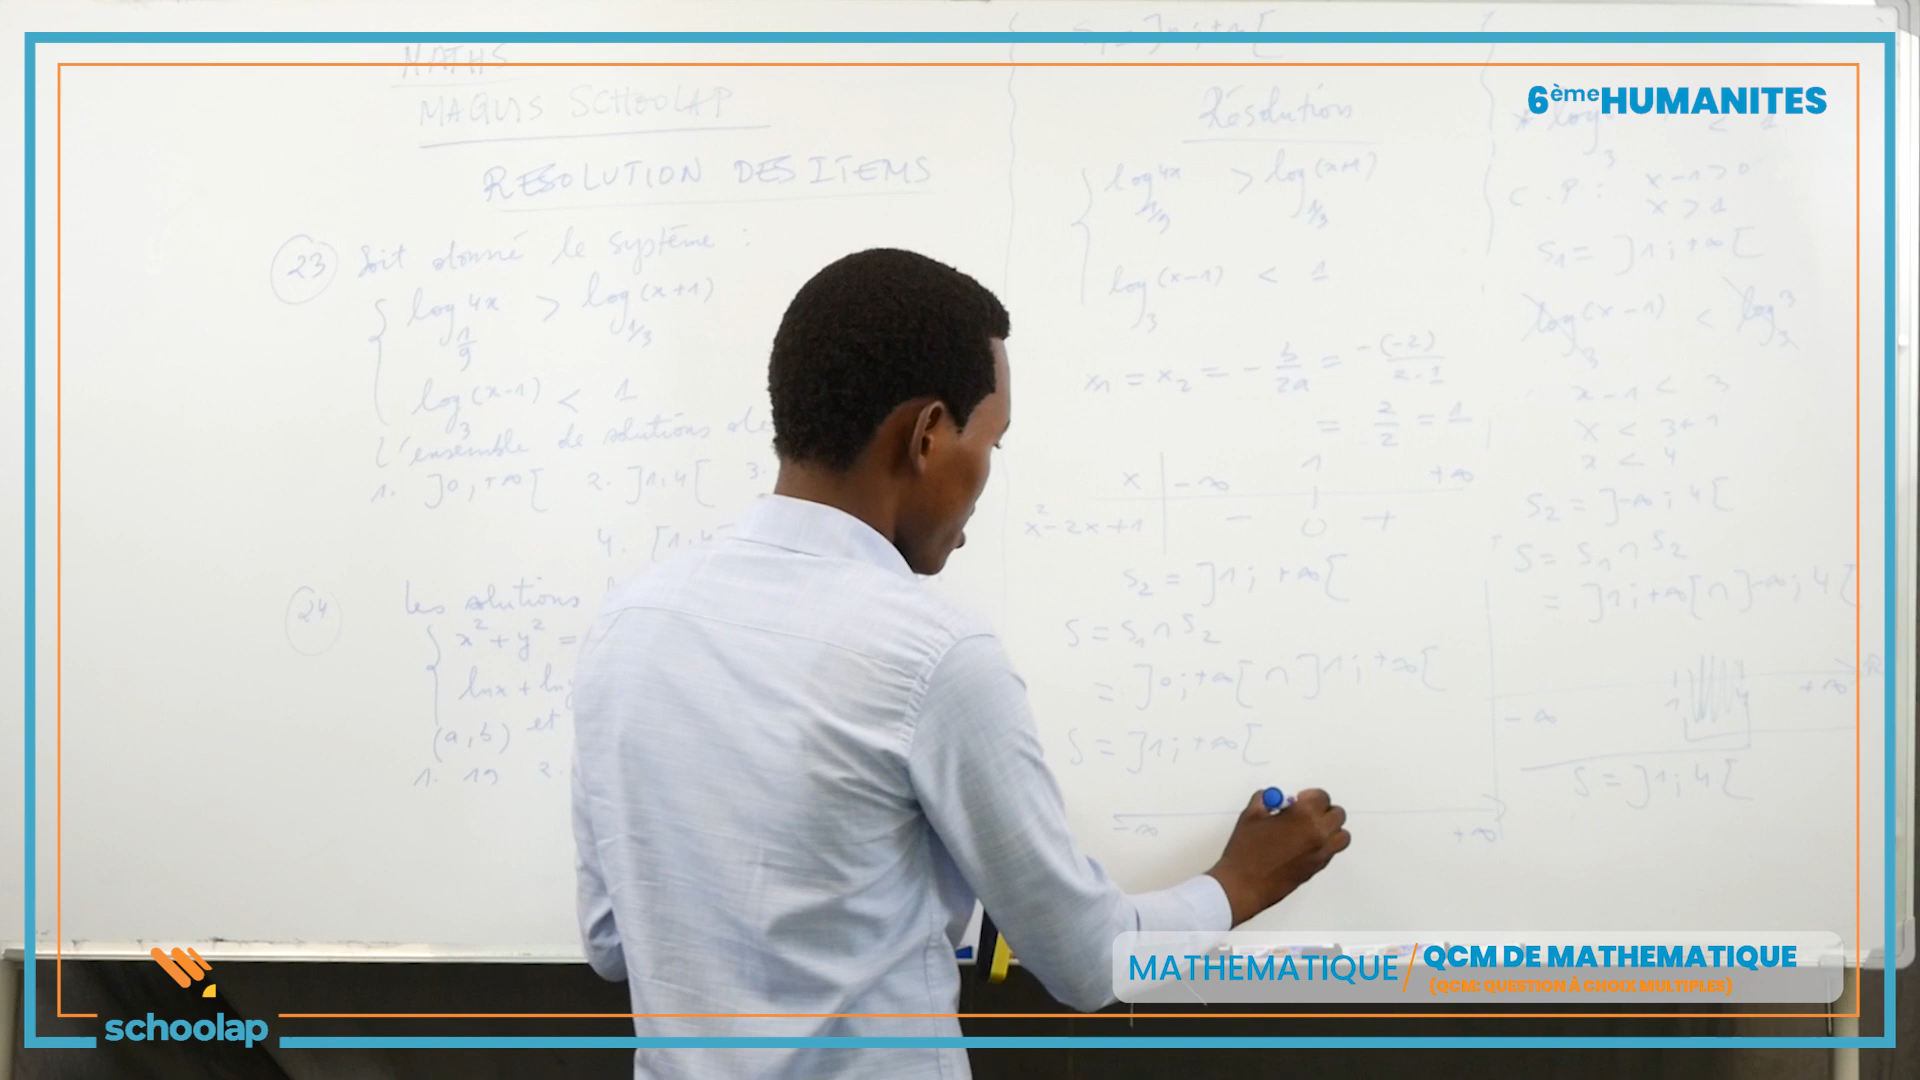 MATHS
MAQUIS SCHOOLAP
RESOLUTION DES ITEMS
23 Soit donné le système :
log 4x > log (x+1)
1/9 1/3
log (x-1) < 1
3
L'ensemble de solutions
1. ]0;+∞[ 2. ]1;4[ 3.
4. [1;4
24 Les solutions
x² + y² =
lnx + lny
(a,b) et
1. 19 2.
Résolution
log 4x > log (x+1)
1/9 1/3
log (x-1) < 1
3
x₁ = x₂ = - b/2a = -(-2)/2.1
= 2/2 = 1
x -∞ 1 +∞
x²-2x+1 - 0 +
S₂ = ]1; +∞[
S = S₁ ∩ S₂
= ]0;+∞[ ∩ ]1;+∞[
S = ]1;+∞[
-∞ +∞
C.P : x-1>0
x>1
S₁ = ]1;+∞[
log (x-1) < log 3
3 3
x-1 < 3
x < 3+1
x < 4
S₂ = ]-∞; 4[
S = S₁ ∩ S₂
= ]1;+∞[ ∩ ]-∞; 4[
-∞ 1 4 +∞ R
S = ]1;4[
6ème HUMANITES
MATHEMATIQUE / QCM DE MATHEMATIQUE
(QCM: QUESTION À CHOIX MULTIPLES)
schoolap